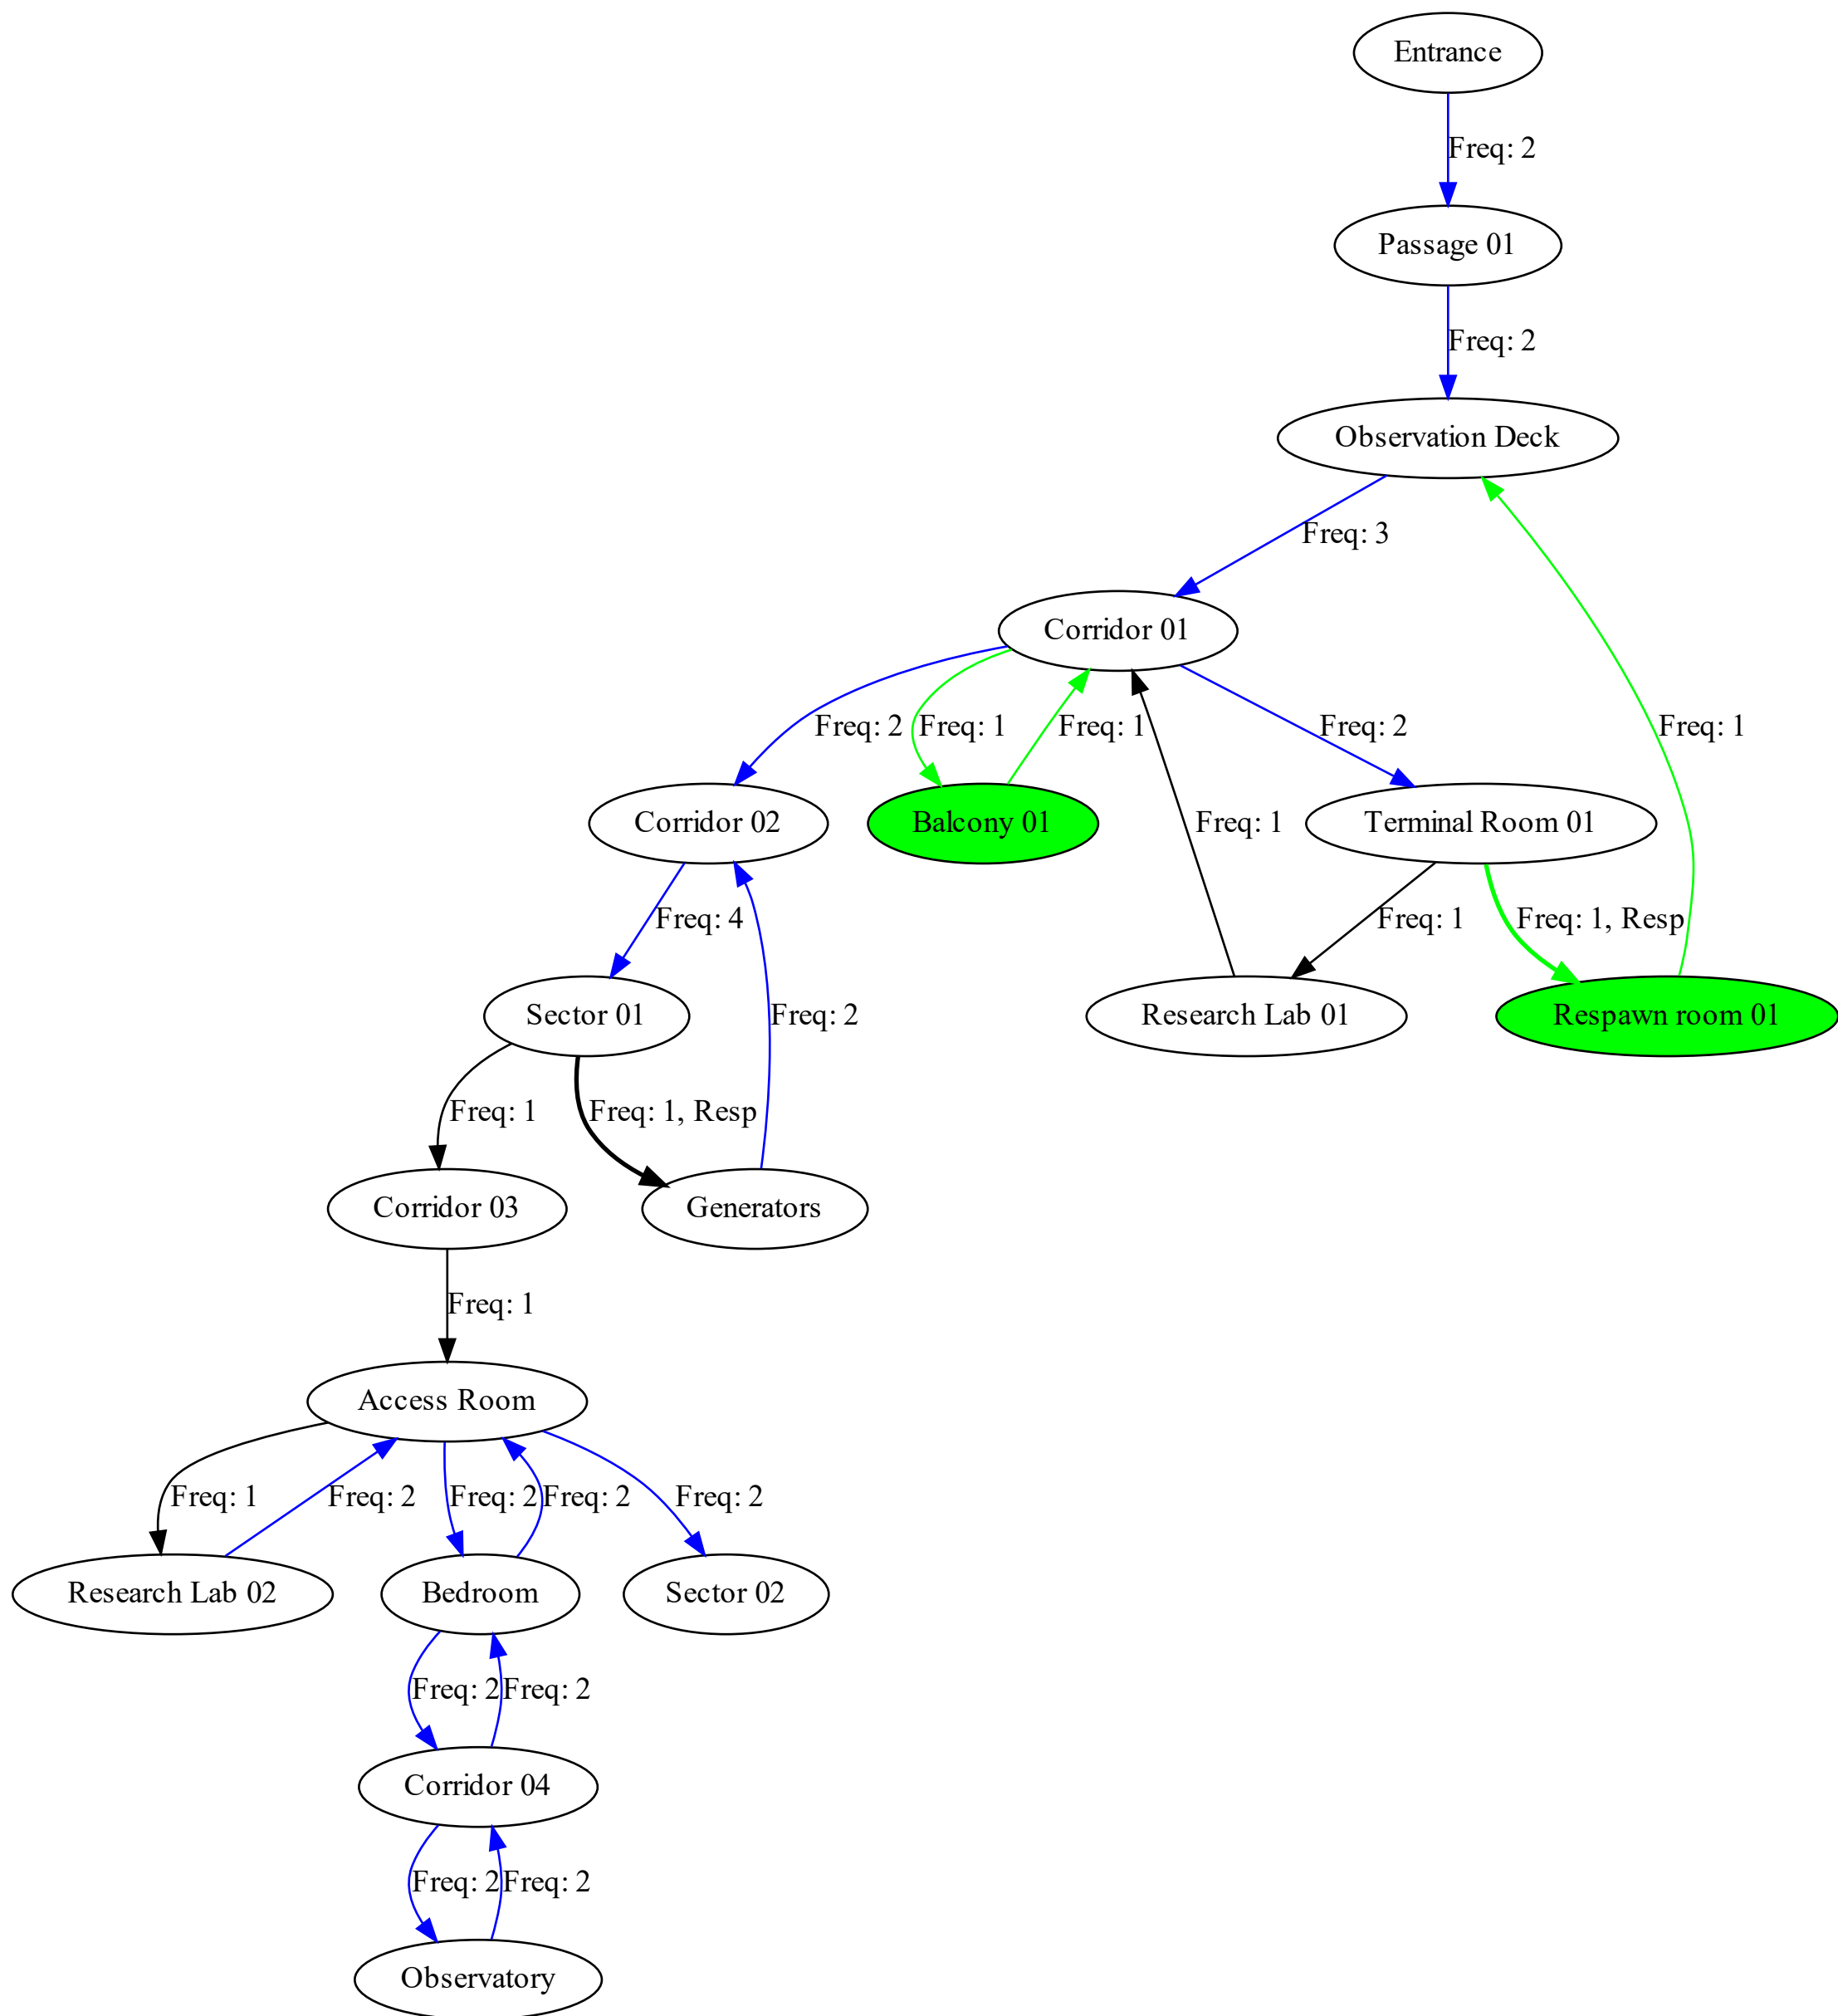 Entrance
Freq: 2
Passage 01
Freq: 2
Observation Deck
Freq: 3
Corridor 01
Freq: 2
Freq: 1
Freq: 1
Freq: 2
Freq: 1
Corridor 02
Balcony 01
Freq: 1
Terminal Room 01
Freq: 4
Freq: 1
Freq: 1, Resp
Sector 01
Freq: 2
Research Lab 01
Respawn room 01
Freq: 1
Freq: 1, Resp
Corridor 03
Generators
Freq: 1
Access Room
Freq: 1
Freq: 2
Freq: 2
Freq: 2
Freq: 2
Research Lab 02
Bedroom
Sector 02
Freq: 2
Freq: 2
Corridor 04
Freq: 2
Freq: 2
Observatory